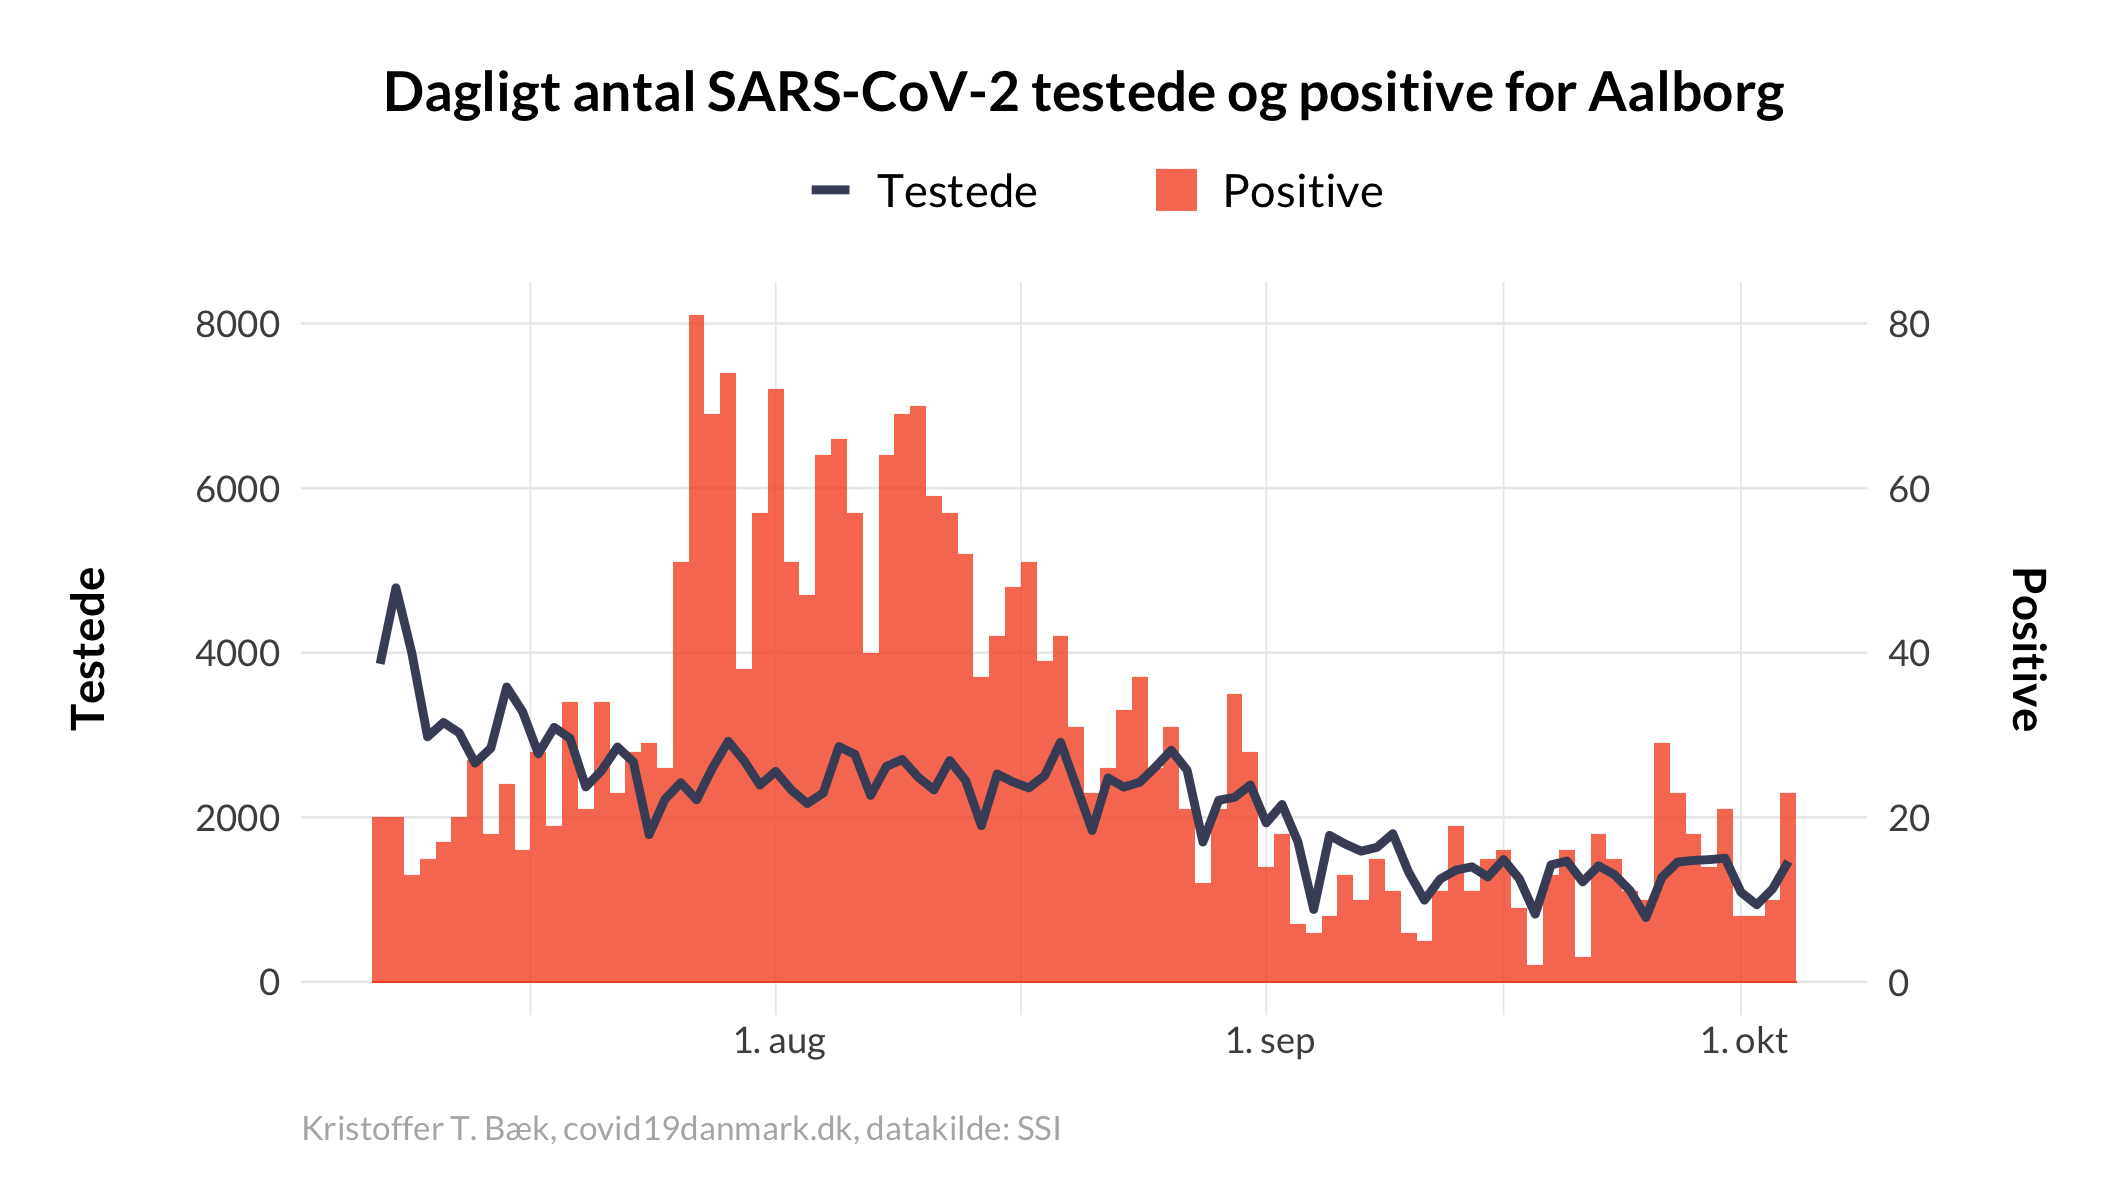 Dagligt antal SARS-CoV-2 testede og positive for Aalborg
Testede
Positive
8000
6000
4000
2000
0
Testede
80
60
40
20
0
Positive
1. aug
1. sep
1. okt
Kristoffer T. Bæk, covid19danmark.dk, datakilde: SSI